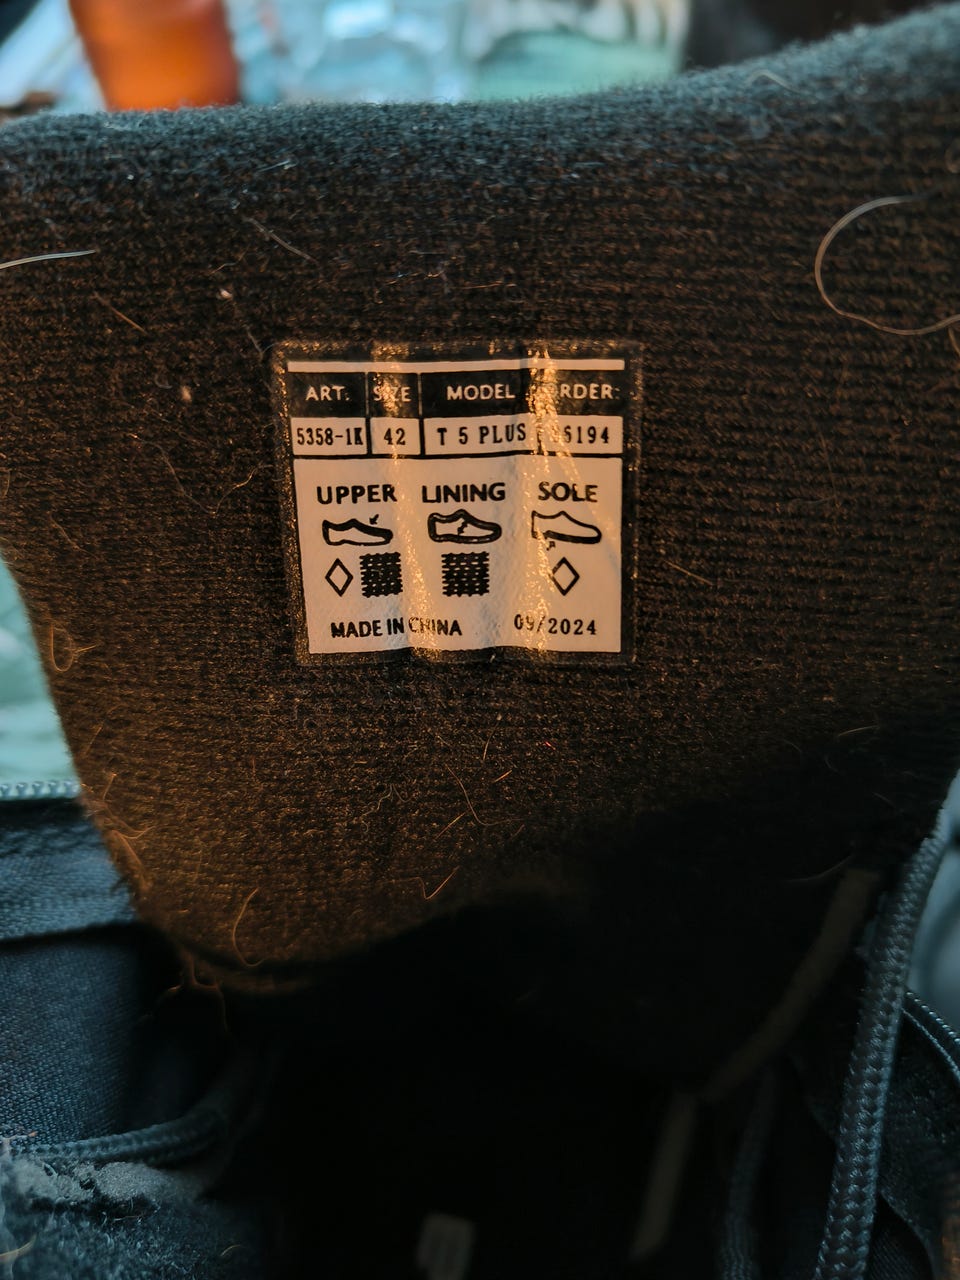 ART. SIZE MODEL ORDER:
5358-1K 42 T 5 PLUS
UPPER LINING SOLE
MADE IN CHINA 09/2024